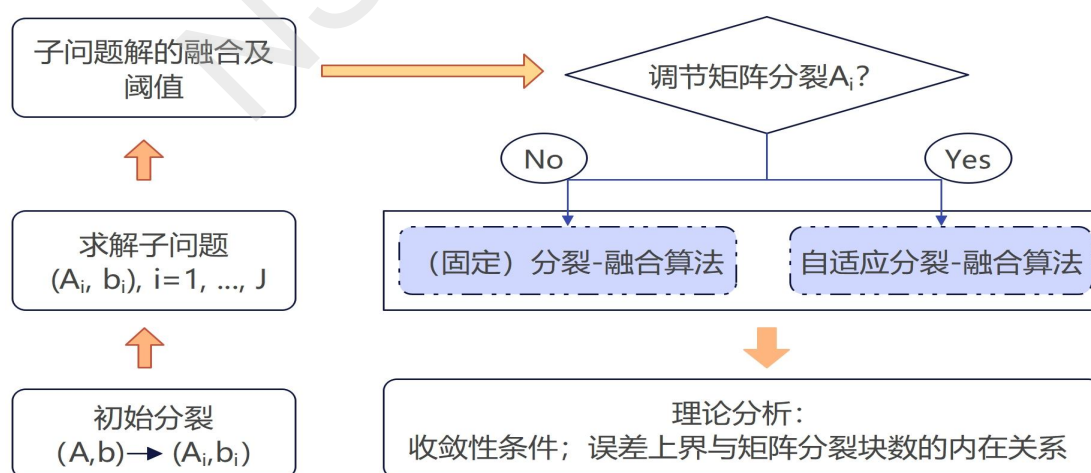 子问题解的融合及
阈值
调节矩阵分裂Aᵢ?
No
Yes
求解子问题
(Aᵢ, bᵢ), i=1, ..., J
（固定）分裂-融合算法
自适应分裂-融合算法
初始分裂
(A,b)→ (Aᵢ,bᵢ)
理论分析：
收敛性条件；误差上界与矩阵分裂块数的内在关系